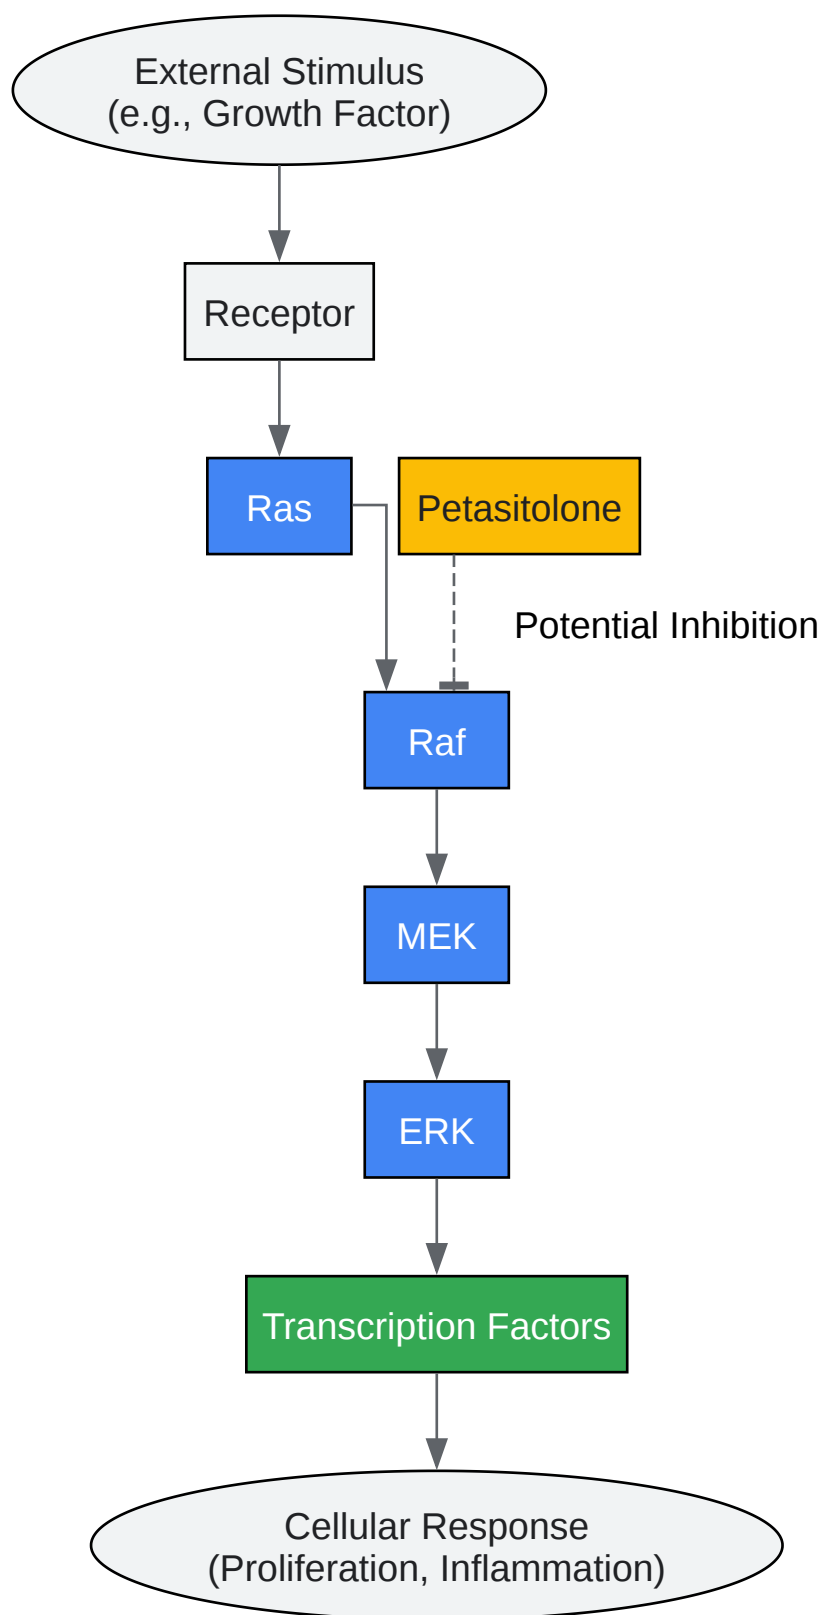 External Stimulus
(e.g., Growth Factor)
Receptor
Ras
Petasitolone
Potential Inhibition
Raf
MEK
ERK
Transcription Factors
Cellular Response
(Proliferation, Inflammation)